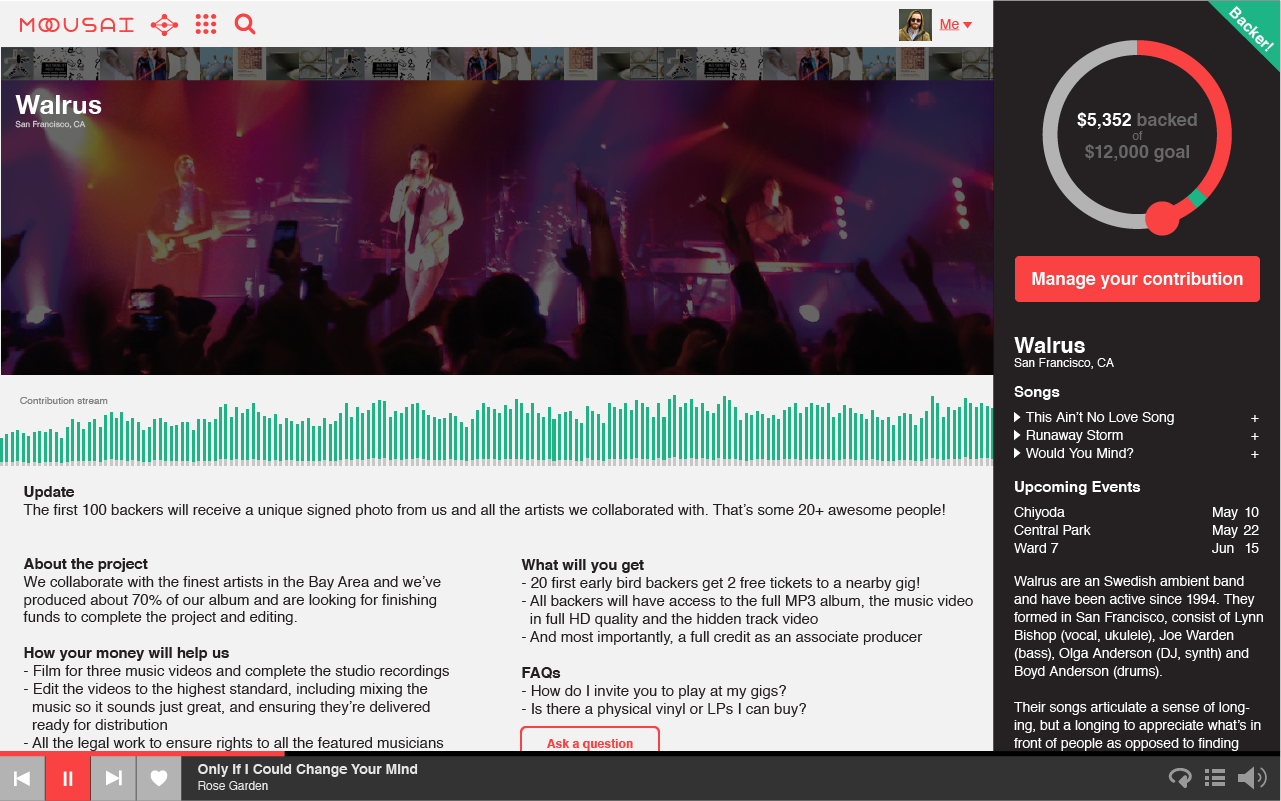 MOOUSAI
Me
Backer!
Walrus
San Francisco, CA
$5,352 backed
of
$12,000 goal
Manage your contribution
Contribution stream
Update
The first 100 backers will receive a unique signed photo from us and all the artists we collaborated with. That's some 20+ awesome people!
About the project
We collaborate with the finest artists in the Bay Area and we've
produced about 70% of our album and are looking for finishing
funds to complete the project and editing.
How your money will help us
- Film for three music videos and complete the studio recordings
- Edit the videos to the highest standard, including mixing the
music so it sounds just great, and ensuring they're delivered
ready for distribution
- All the legal work to ensure rights to all the featured musicians
What will you get
- 20 first early bird backers get 2 free tickets to a nearby gig!
- All backers will have access to the full MP3 album, the music video
in full HD quality and the hidden track video
- And most importantly, a full credit as an associate producer
FAQs
- How do I invite you to play at my gigs?
- Is there a physical vinyl or LPs I can buy?
Ask a question
Walrus
San Francisco, CA
Songs
This Ain't No Love Song +
Runaway Storm +
Would You Mind? +
Upcoming Events
Chiyoda May 10
Central Park May 22
Ward 7 Jun 15
Walrus are an Swedish ambient band
and have been active since 1994. They
formed in San Francisco, consist of Lynn
Bishop (vocal, ukulele), Joe Warden
(bass), Olga Anderson (DJ, synth) and
Boyd Anderson (drums).
Their songs articulate a sense of long-
ing, but a longing to appreciate what's in
front of people as opposed to finding
Only If I Could Change Your Mind
Rose Garden